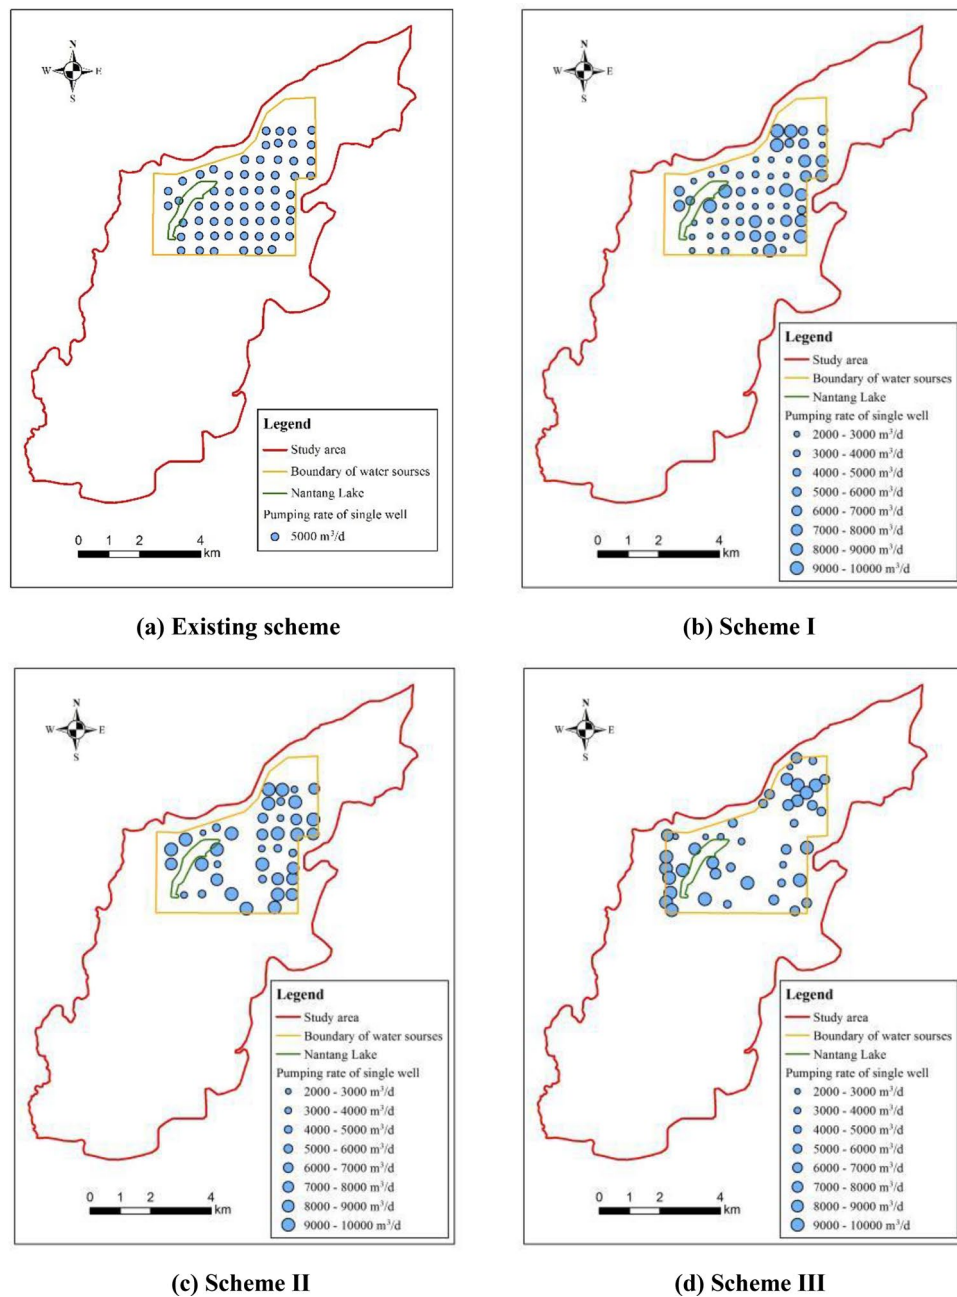 N
W E
S
Legend
Study area
Boundary of water sourses
Nantang Lake
Pumping rate of single well
5000 m³/d
0 1 2 4
km
(a) Existing scheme
N
W E
S
Legend
Study area
Boundary of water sourses
Nantang Lake
Pumping rate of single well
2000 - 3000 m³/d
3000 - 4000 m³/d
4000 - 5000 m³/d
5000 - 6000 m³/d
6000 - 7000 m³/d
7000 - 8000 m³/d
8000 - 9000 m³/d
9000 - 10000 m³/d
0 1 2 4
km
(b) Scheme I
N
W E
S
Legend
Study area
Boundary of water sourses
Nantang Lake
Pumping rate of single well
2000 - 3000 m³/d
3000 - 4000 m³/d
4000 - 5000 m³/d
5000 - 6000 m³/d
6000 - 7000 m³/d
7000 - 8000 m³/d
8000 - 9000 m³/d
9000 - 10000 m³/d
0 1 2 4
km
(c) Scheme II
N
W E
S
Legend
Study area
Boundary of water sourses
Nantang Lake
Pumping rate of single well
2000 - 3000 m³/d
3000 - 4000 m³/d
4000 - 5000 m³/d
5000 - 6000 m³/d
6000 - 7000 m³/d
7000 - 8000 m³/d
8000 - 9000 m³/d
9000 - 10000 m³/d
0 1 2 4
km
(d) Scheme III